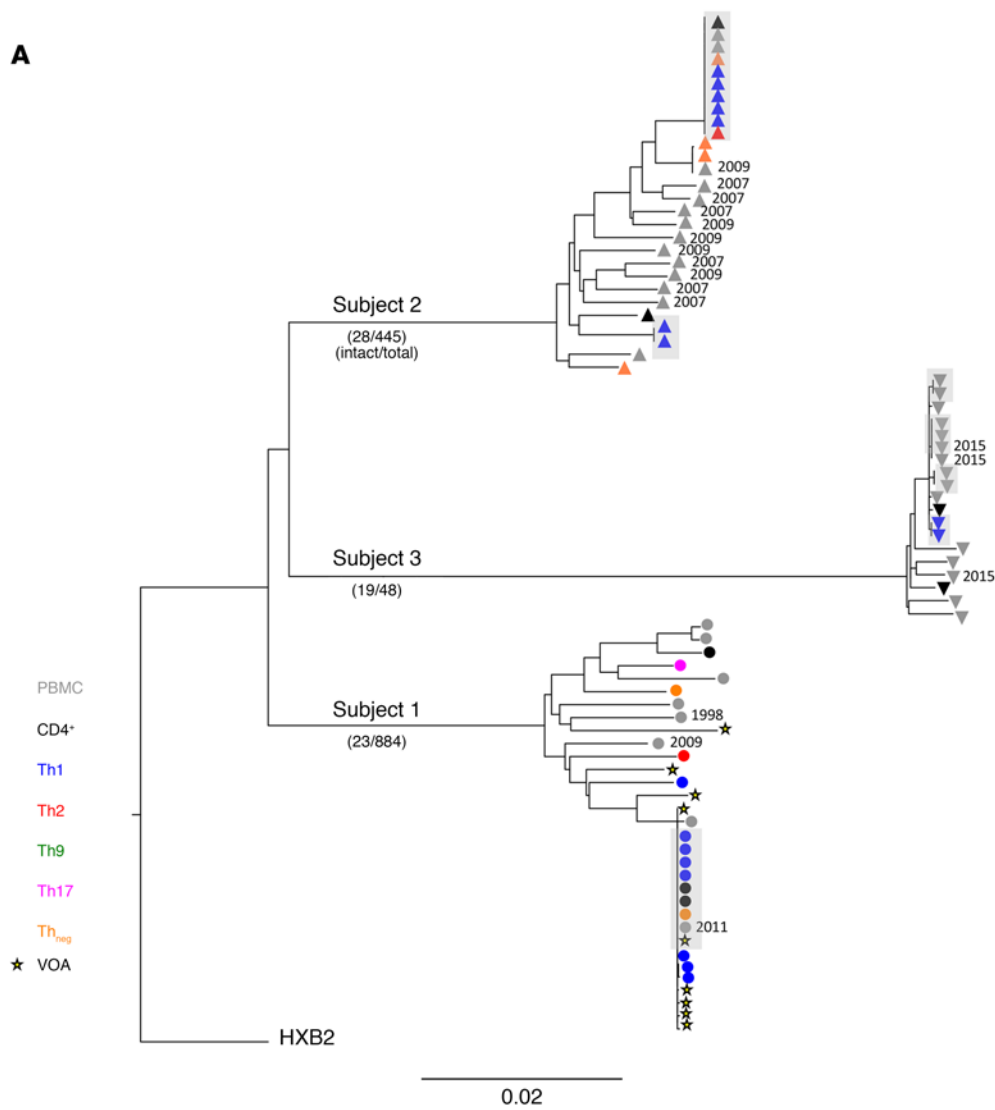 A
2009
2007
2007
2007
2009
2009
2009
2007
2009
2007
2007
Subject 2
(28/445)
(intact/total)
2015
2015
Subject 3
2015
(19/48)
PBMC
CD4⁺
Th1
Th2
Th9
Th17
Thneg
VOA
Subject 1
(23/884)
1998
2009
2011
HXB2
0.02